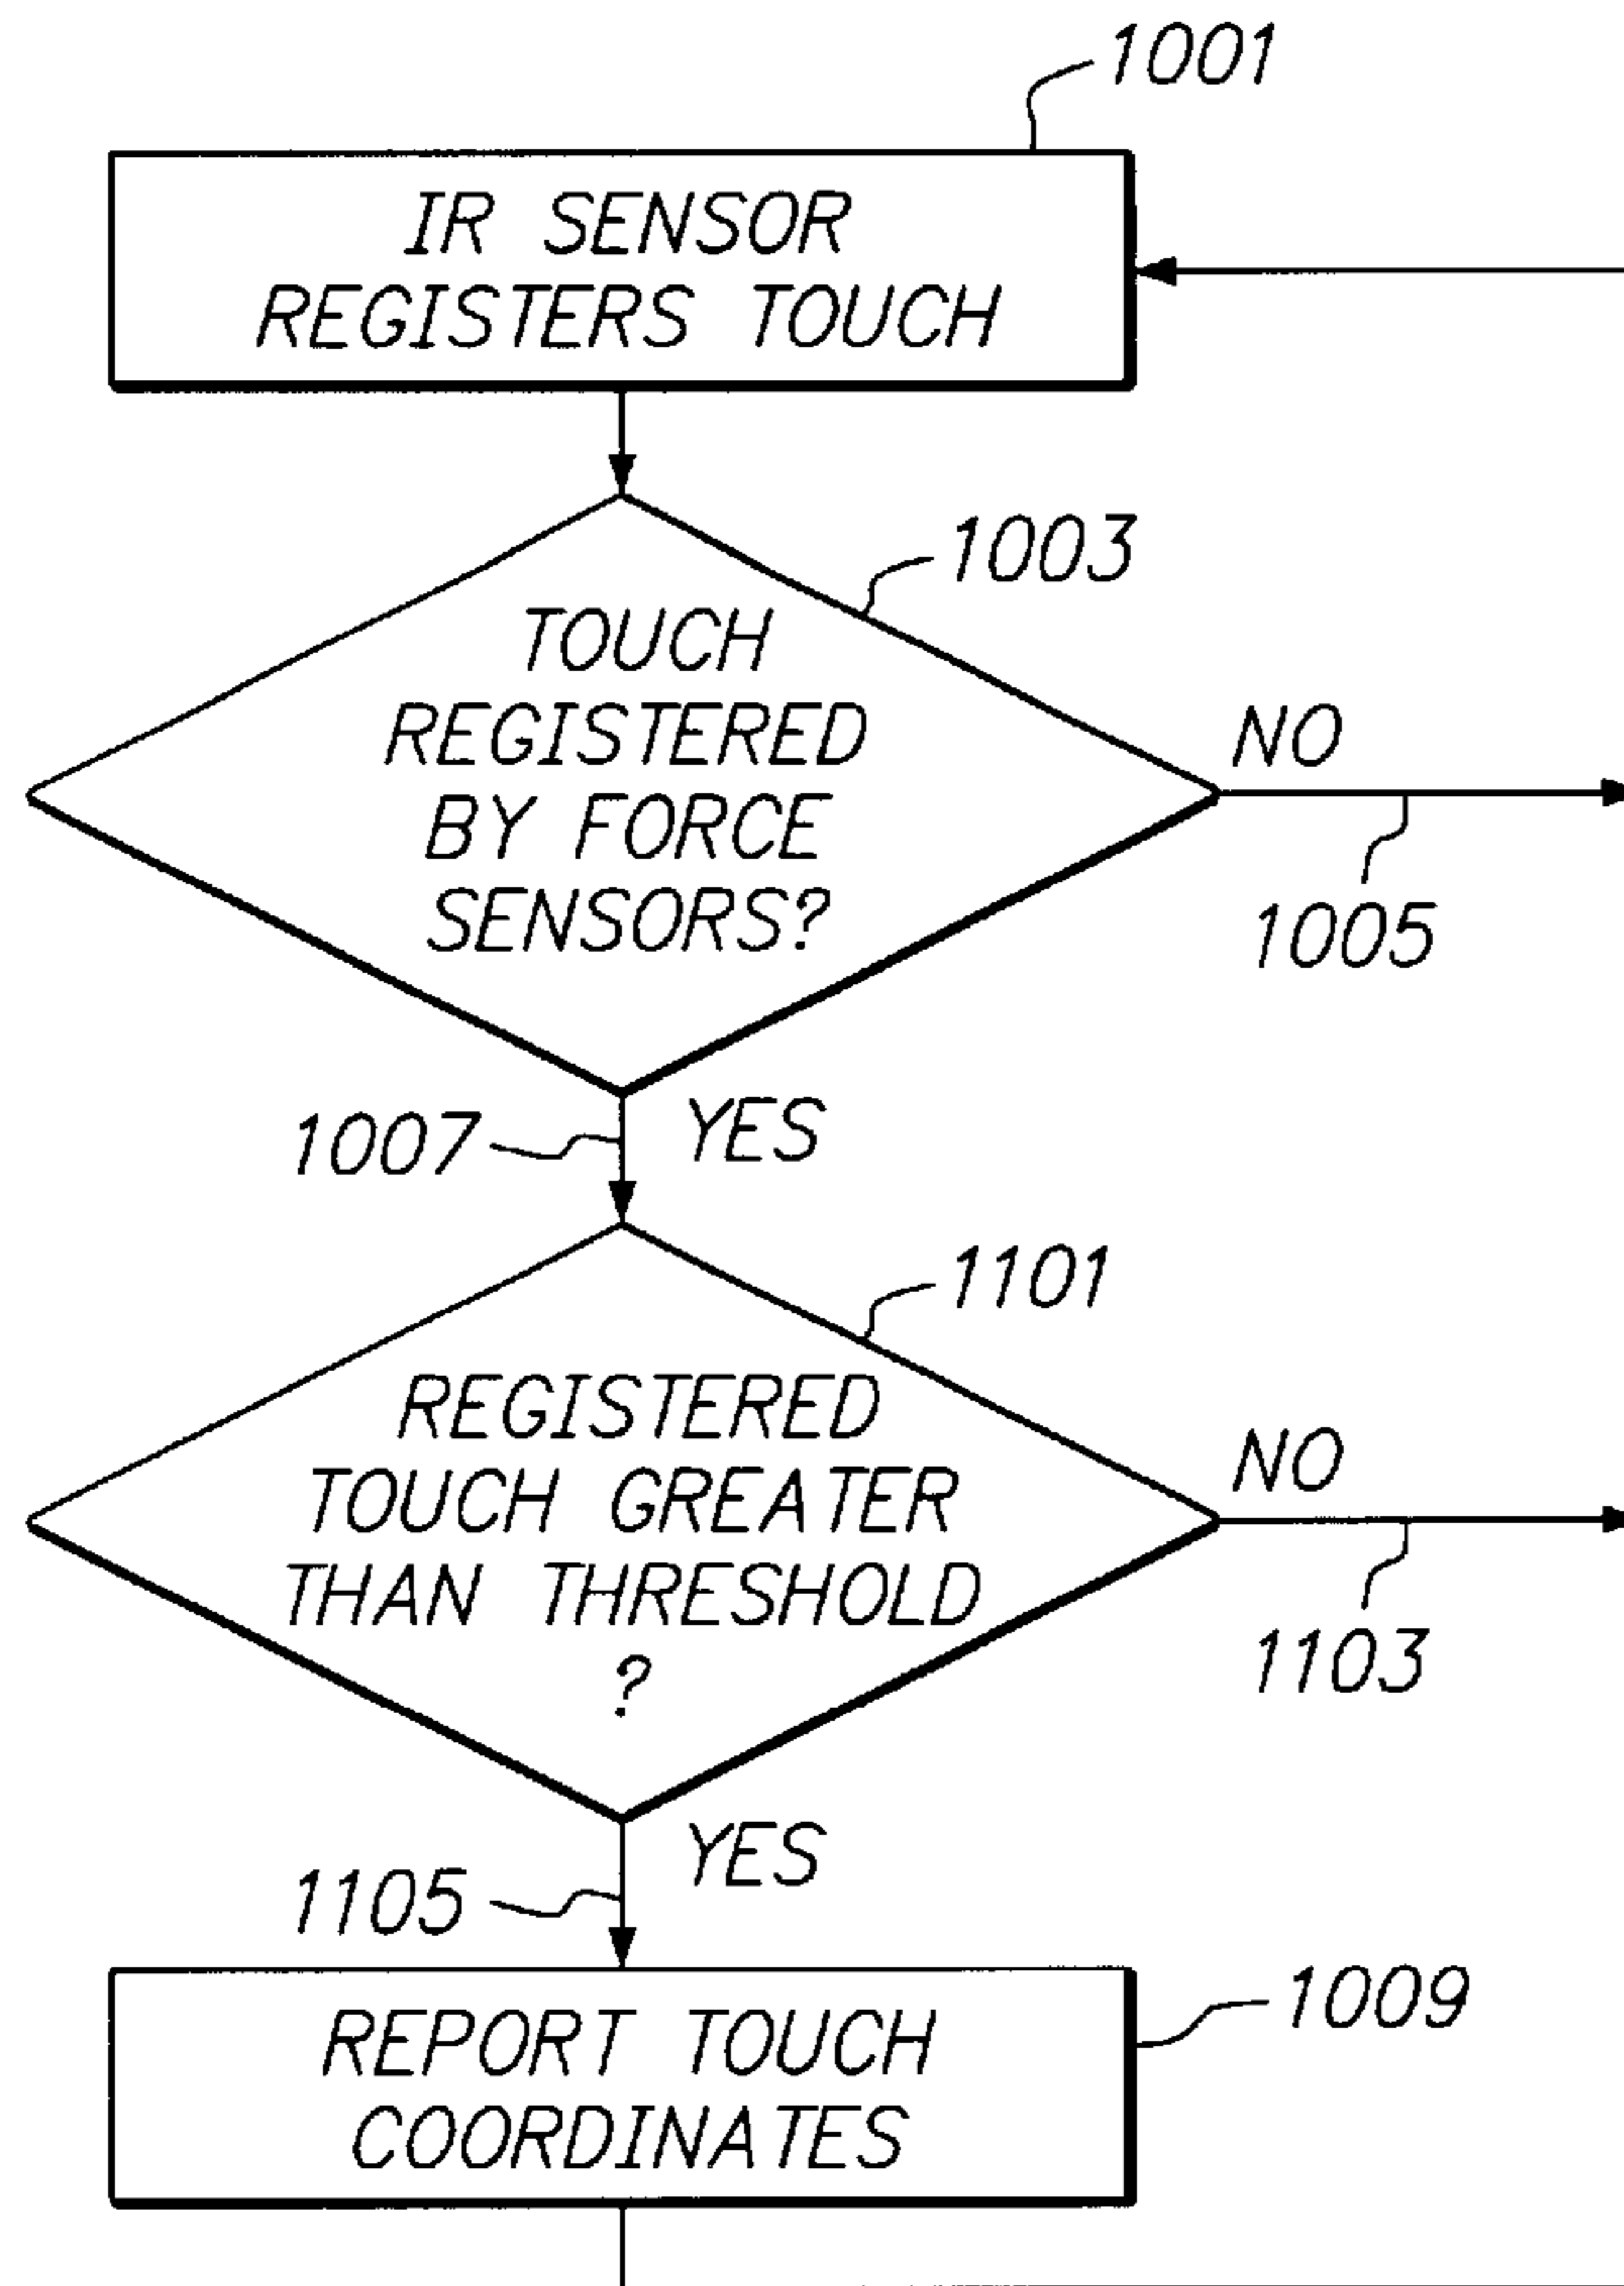 1001
IR SENSOR
REGISTERS TOUCH
1003
TOUCH
REGISTERED
BY FORCE
SENSORS?
NO
1005
1007
YES
1101
REGISTERED
TOUCH GREATER
THAN THRESHOLD
?
NO
1103
1105
YES
1009
REPORT TOUCH
COORDINATES